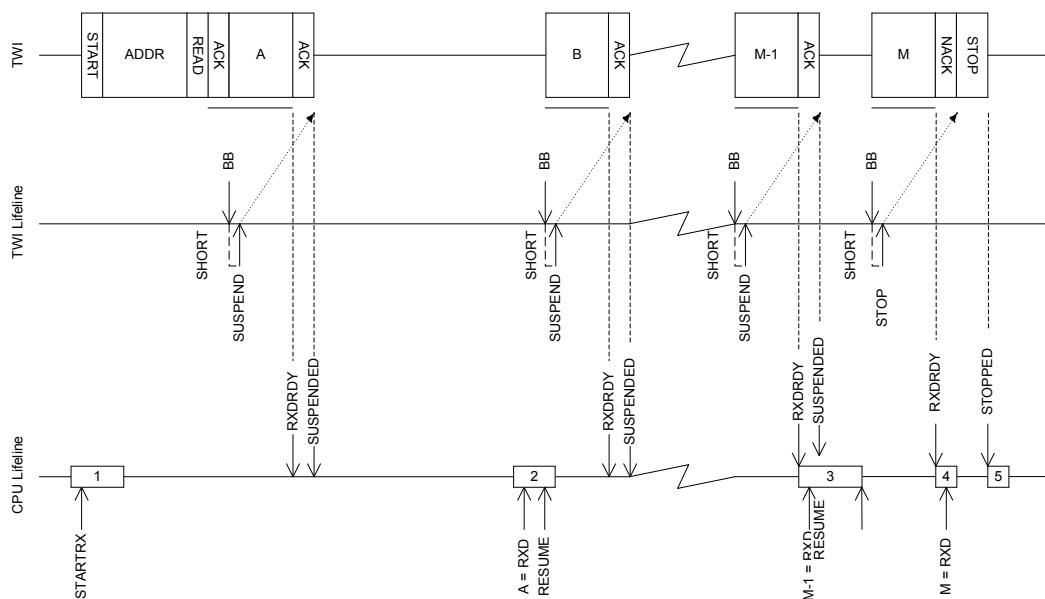 TWI
START
ADDR
READ
ACK
A
ACK
B
ACK
M-1
ACK
M
NACK
STOP
TWI Lifeline
BB
SHORT
SUSPEND
BB
SHORT
SUSPEND
BB
SHORT
SUSPEND
BB
SHORT
STOP
RXDRDY
SUSPENDED
RXDRDY
SUSPENDED
RXDRDY
SUSPENDED
RXDRDY
STOPPED
CPU Lifeline
1
2
3
4
5
STARTRX
A = RXD
RESUME
M-1 = RXD
RESUME
M = RXD